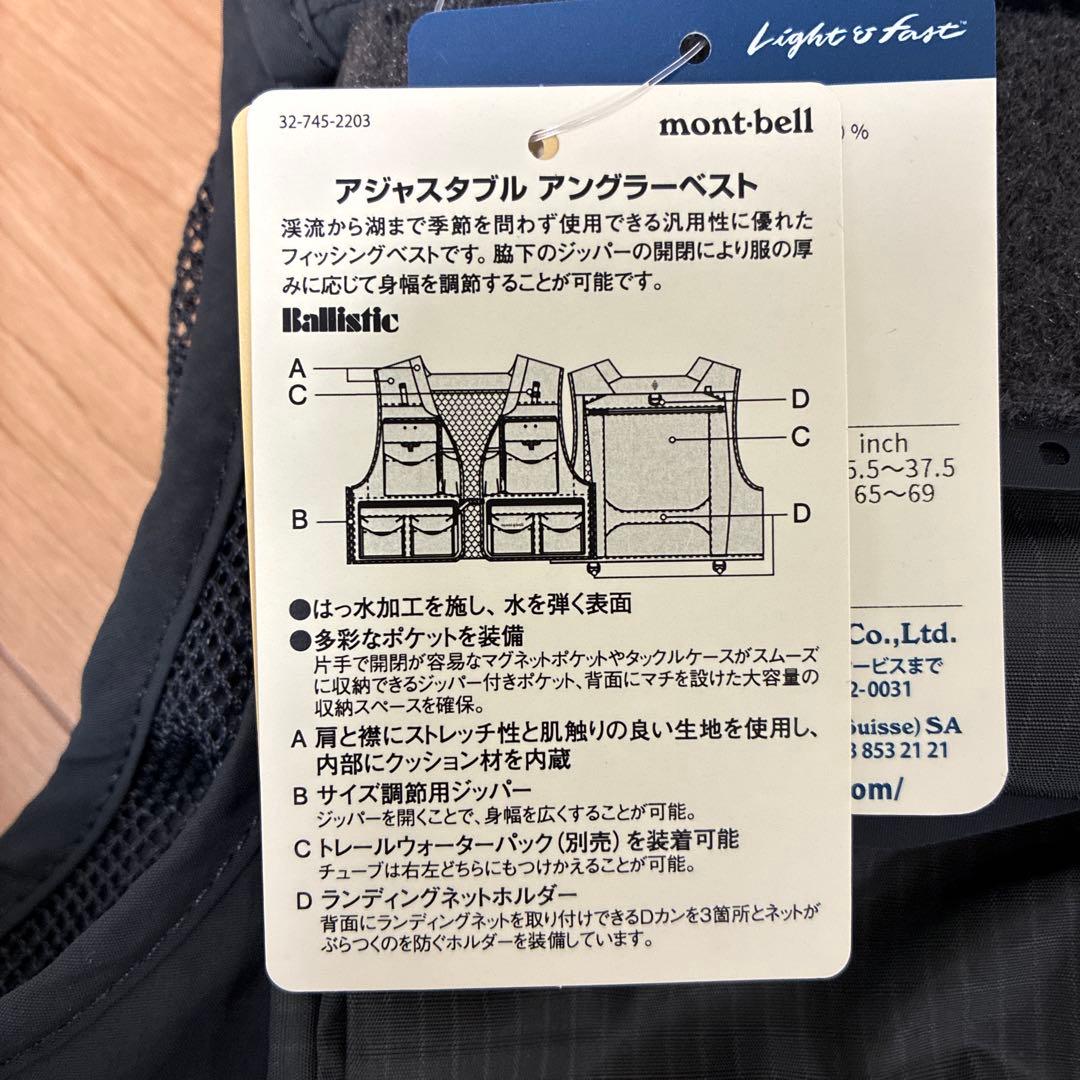 Light & Fast™
32-745-2203
mont-bell
%
アジャスタブル アングラーベスト
渓流から湖まで季節を問わず使用できる汎用性に優れた
フィッシングベストです。脇下のジッパーの開閉により服の厚
みに応じて身幅を調節することが可能です。
Ballistic
A
C
B
D
C
D
mont-bell
inch
5.5〜37.5
65〜69
●はっ水加工を施し、水を弾く表面
●多彩なポケットを装備
片手で開閉が容易なマグネットポケットやタックルケースがスムーズ
に収納できるジッパー付きポケット、背面にマチを設けた大容量の
収納スペースを確保。
A 肩と襟にストレッチ性と肌触りの良い生地を使用し、
内部にクッション材を内蔵
B サイズ調節用ジッパー
ジッパーを開くことで、身幅を広くすることが可能。
C トレールウォーターパック（別売）を装着可能
チューブは右左どちらにもつけかえることが可能。
D ランディングネットホルダー
背面にランディングネットを取り付けできるDカンを3箇所とネットが
ぶらつくのを防ぐホルダーを装備しています。
Co.,Ltd.
ービスまで
2-0031
Suisse) SA
853 21 21
om/